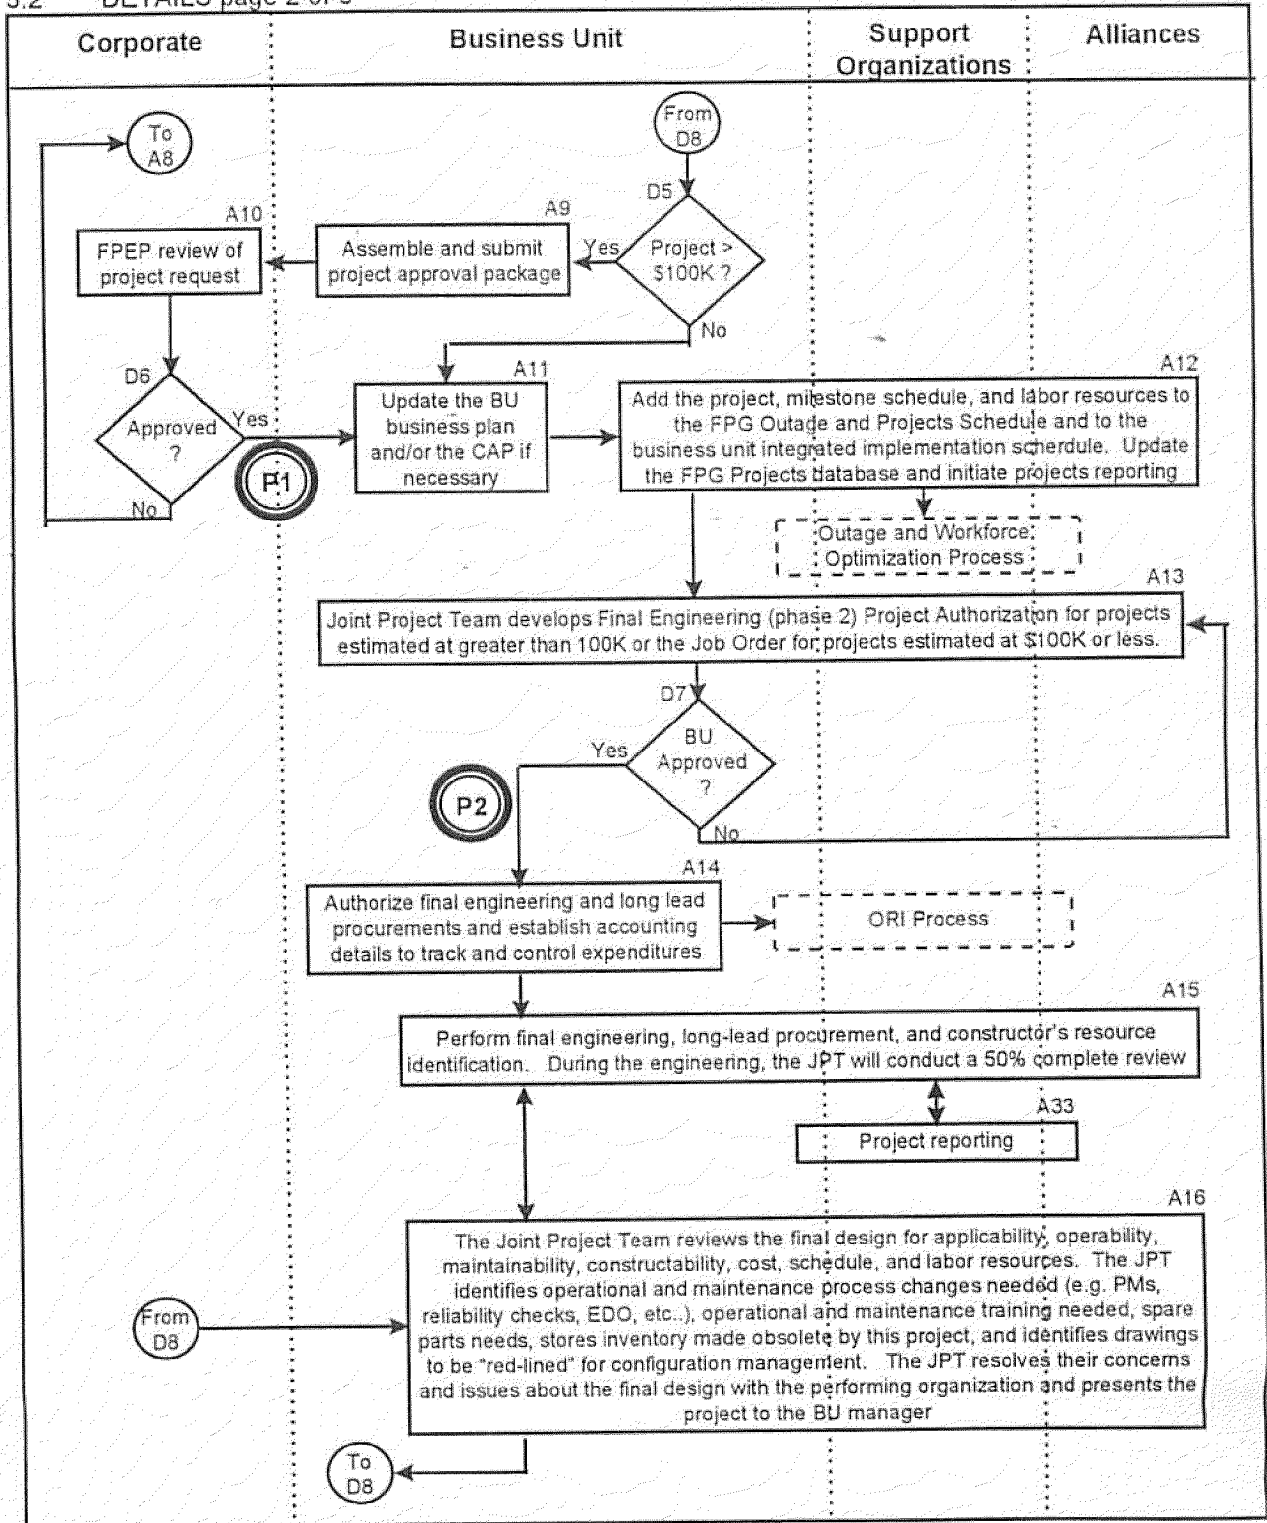 5.2 DETAILS page 2 of 5
Corporate
Business Unit
Support
Organizations
Alliances
To
A8
From
D8
D5
Project >
$100K ?
Yes
No
A9
Assemble and submit
project approval package
A10
FPEP review of
project request
D6
Approved
?
Yes
No
P1
A11
Update the BU
business plan
and/or the CAP if
necessary
A12
Add the project, milestone schedule, and labor resources to
the FPG Outage and Projects Schedule and to the
business unit integrated implementation scherdule. Update
the FPG Projects database and initiate projects reporting
Outage and Workforce
Optimization Process
A13
Joint Project Team develops Final Engineering (phase 2) Project Authorization for projects
estimated at greater than 100K or the Job Order for projects estimated at $100K or less.
D7
BU
Approved
?
Yes
No
P2
A14
Authorize final engineering and long lead
procurements and establish accounting
details to track and control expenditures
ORI Process
A15
Perform final engineering, long-lead procurement, and constructor's resource
identification. During the engineering, the JPT will conduct a 50% complete review
A33
Project reporting
A16
The Joint Project Team reviews the final design for applicability, operability,
maintainability, constructability, cost, schedule, and labor resources. The JPT
identifies operational and maintenance process changes needed (e.g. PMs,
reliability checks, EDO, etc..), operational and maintenance training needed, spare
parts needs, stores inventory made obsolete by this project, and identifies drawings
to be "red-lined" for configuration management. The JPT resolves their concerns
and issues about the final design with the performing organization and presents the
project to the BU manager
From
D8
To
D8